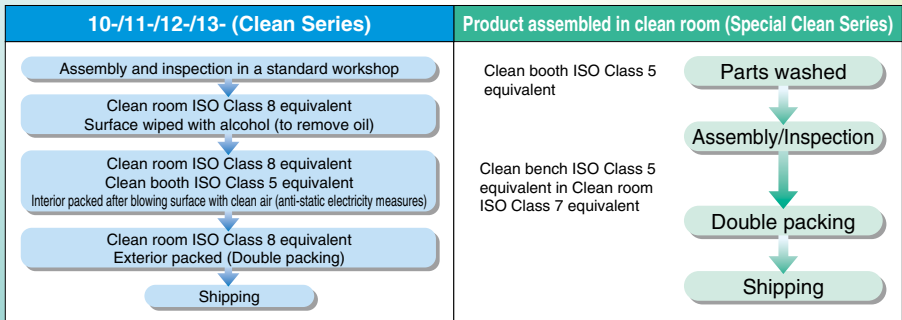 10-/11-/12-/13- (Clean Series)
Assembly and inspection in a standard workshop
Clean room ISO Class 8 equivalent
Surface wiped with alcohol (to remove oil)
Clean room ISO Class 8 equivalent
Clean booth ISO Class 5 equivalent
Interior packed after blowing surface with clean air (anti-static electricity measures)
Clean room ISO Class 8 equivalent
Exterior packed (Double packing)
Shipping
Product assembled in clean room (Special Clean Series)
Clean booth ISO Class 5
equivalent
Parts washed
Assembly/Inspection
Clean bench ISO Class 5
equivalent in Clean room
ISO Class 7 equivalent
Double packing
Shipping